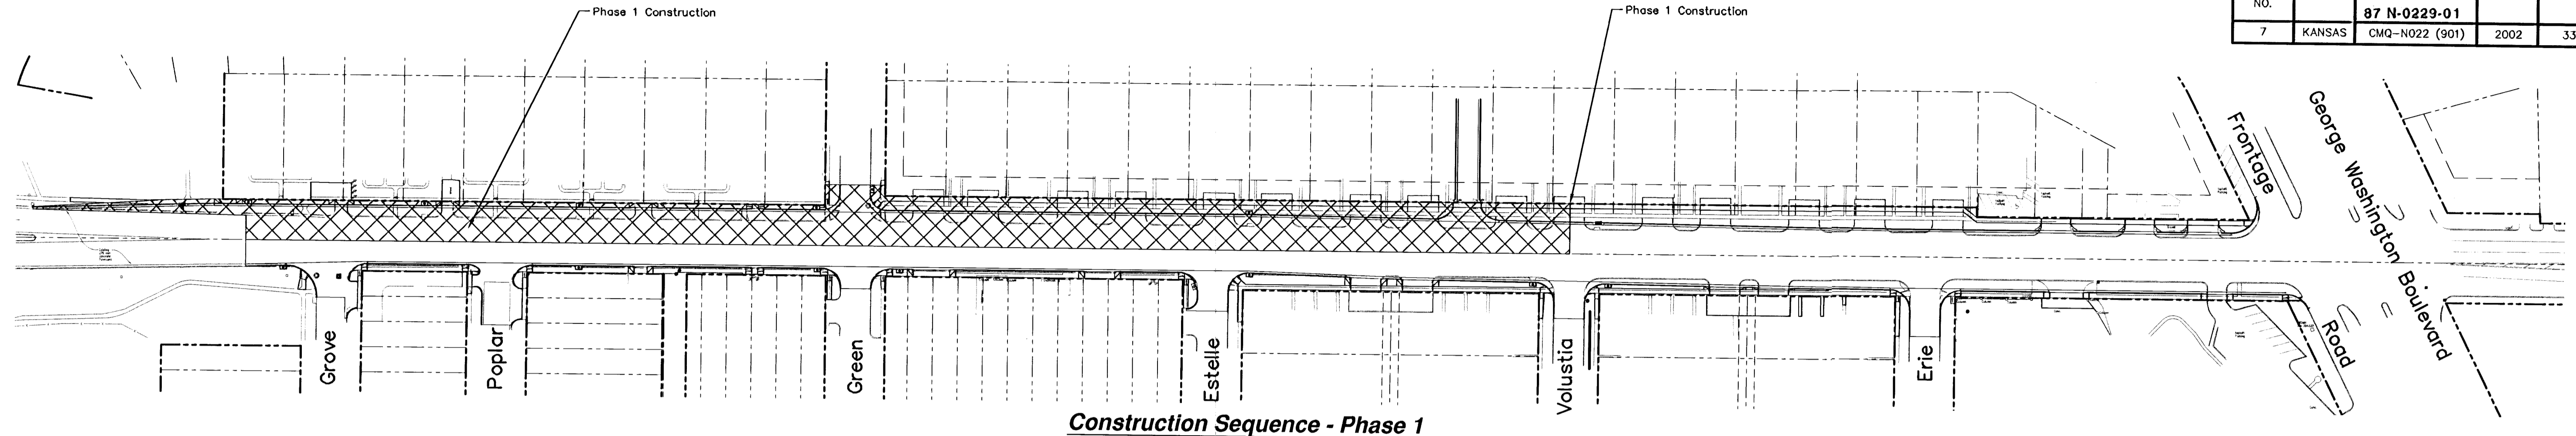 Phase 1 Construction
Phase 1 Construction
NO.
87 N-0229-01
7 KANSAS CMQ-N022 (901) 2002 33
Frontage
George Washington Boulevard
Grove
Poplar
Green
Estelle
Volustia
Erie
Road
Construction Sequence - Phase 1